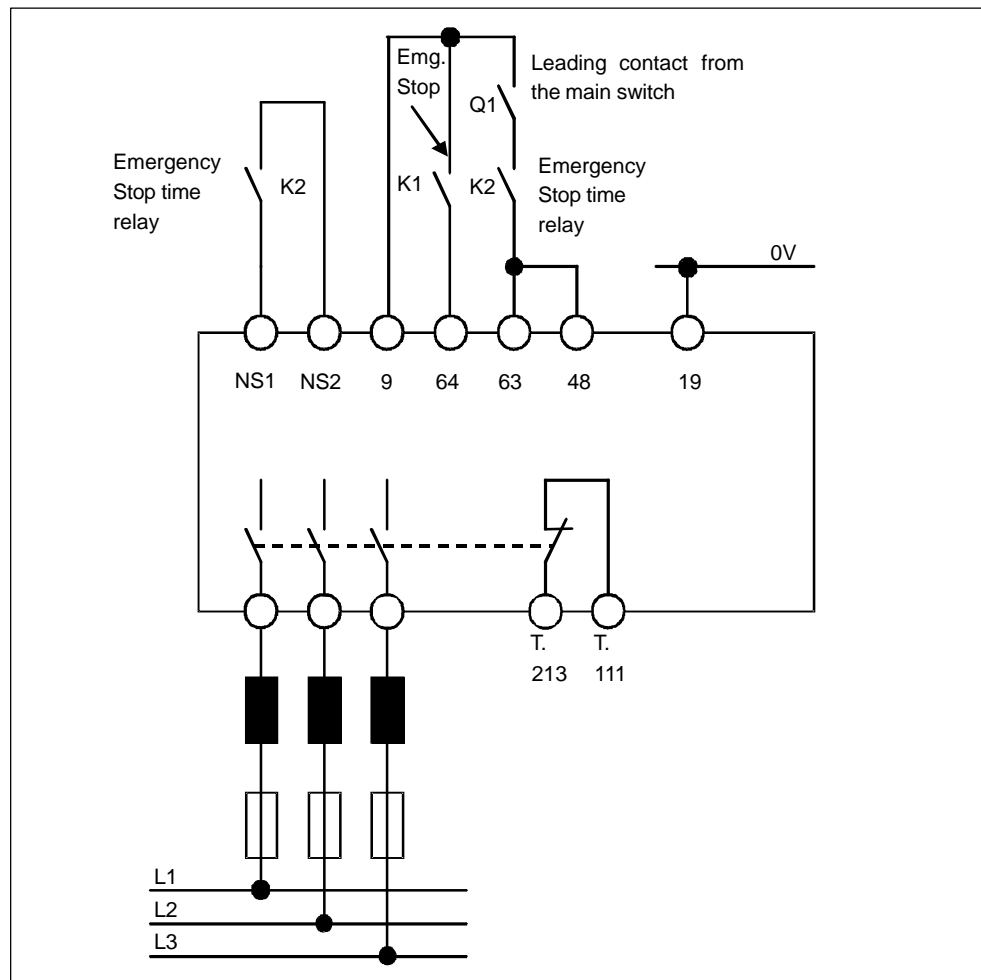 Emg.
Stop
Leading contact from
the main switch
Q1
Emergency
Stop time
relay
K2
K1
K2
Emergency
Stop time
relay
0V
NS1 NS2 9 64 63 48 19
T. T.
213 111
L1
L2
L3